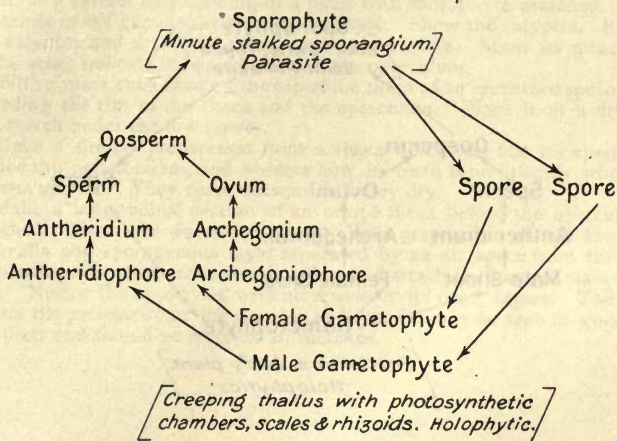 Sporophyte
[Minute stalked sporangium.
Parasite]
Oosperm
Sperm Ovum Spore Spore
Antheridium Archegonium
Antheridiophore Archegoniophore
Female Gametophyte
Male Gametophyte
[Creeping thallus with photosynthetic
chambers, scales & rhizoids. Holophytic.]